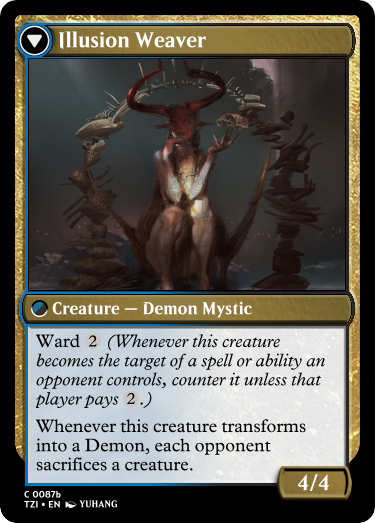 Illusion Weaver
Creature — Demon Mystic
Ward 2 (Whenever this creature
becomes the target of a spell or ability an
opponent controls, counter it unless that
player pays 2.)
Whenever this creature transforms
into a Demon, each opponent
sacrifices a creature.
4/4
C 0087b
TZI • EN YUHANG